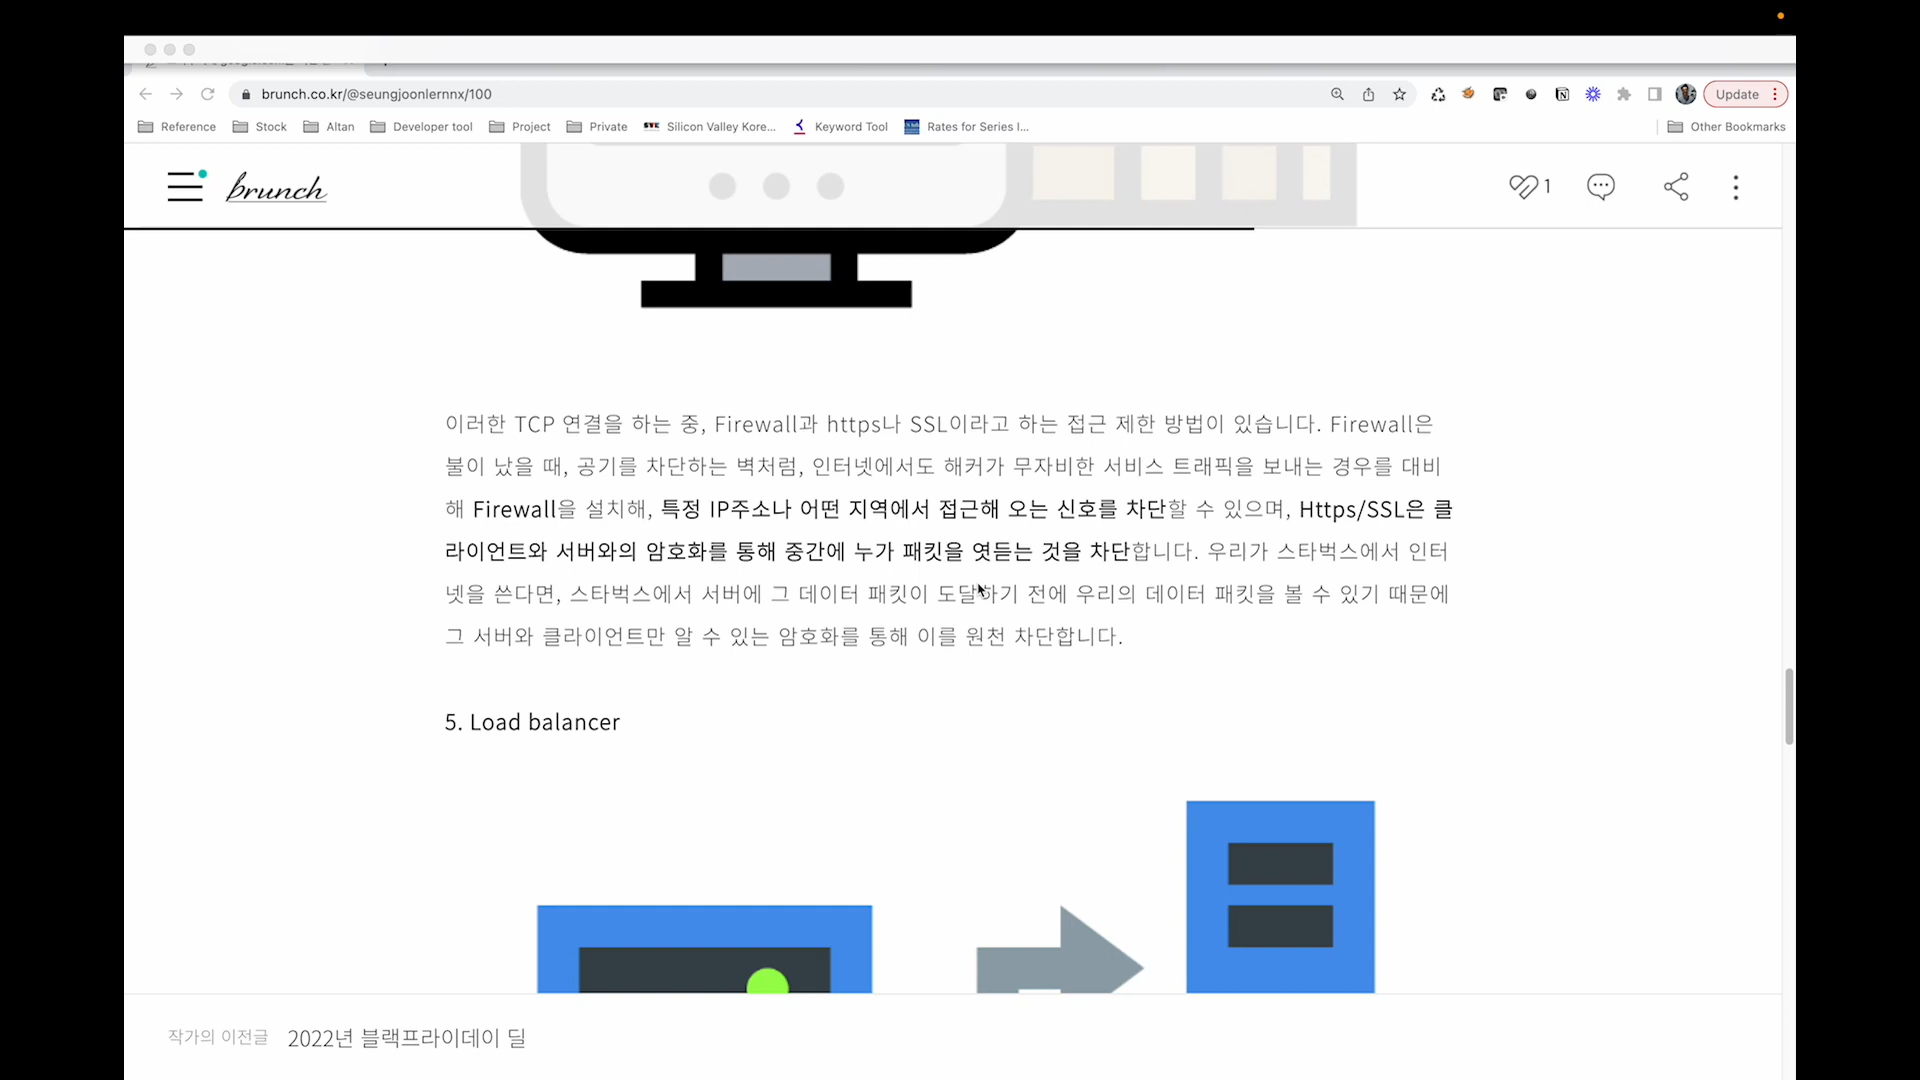 brunch.co.kr/@seungjoonlernnx/100
Update
Reference
Stock
Altan
Developer tool
Project
Private
Silicon Valley Kore...
Keyword Tool
Rates for Series I...
Other Bookmarks
brunch
1
이러한 TCP 연결을 하는 중, Firewall과 https나 SSL이라고 하는 접근 제한 방법이 있습니다. Firewall은
불이 났을 때, 공기를 차단하는 벽처럼, 인터넷에서도 해커가 무자비한 서비스 트래픽을 보내는 경우를 대비
해 Firewall을 설치해, 특정 IP주소나 어떤 지역에서 접근해 오는 신호를 차단할 수 있으며, Https/SSL은 클
라이언트와 서버와의 암호화를 통해 중간에 누가 패킷을 엿듣는 것을 차단합니다. 우리가 스타벅스에서 인터
넷을 쓴다면, 스타벅스에서 서버에 그 데이터 패킷이 도달하기 전에 우리의 데이터 패킷을 볼 수 있기 때문에
그 서버와 클라이언트만 알 수 있는 암호화를 통해 이를 원천 차단합니다.
5. Load balancer
작가의 이전글 2022년 블랙프라이데이 딜